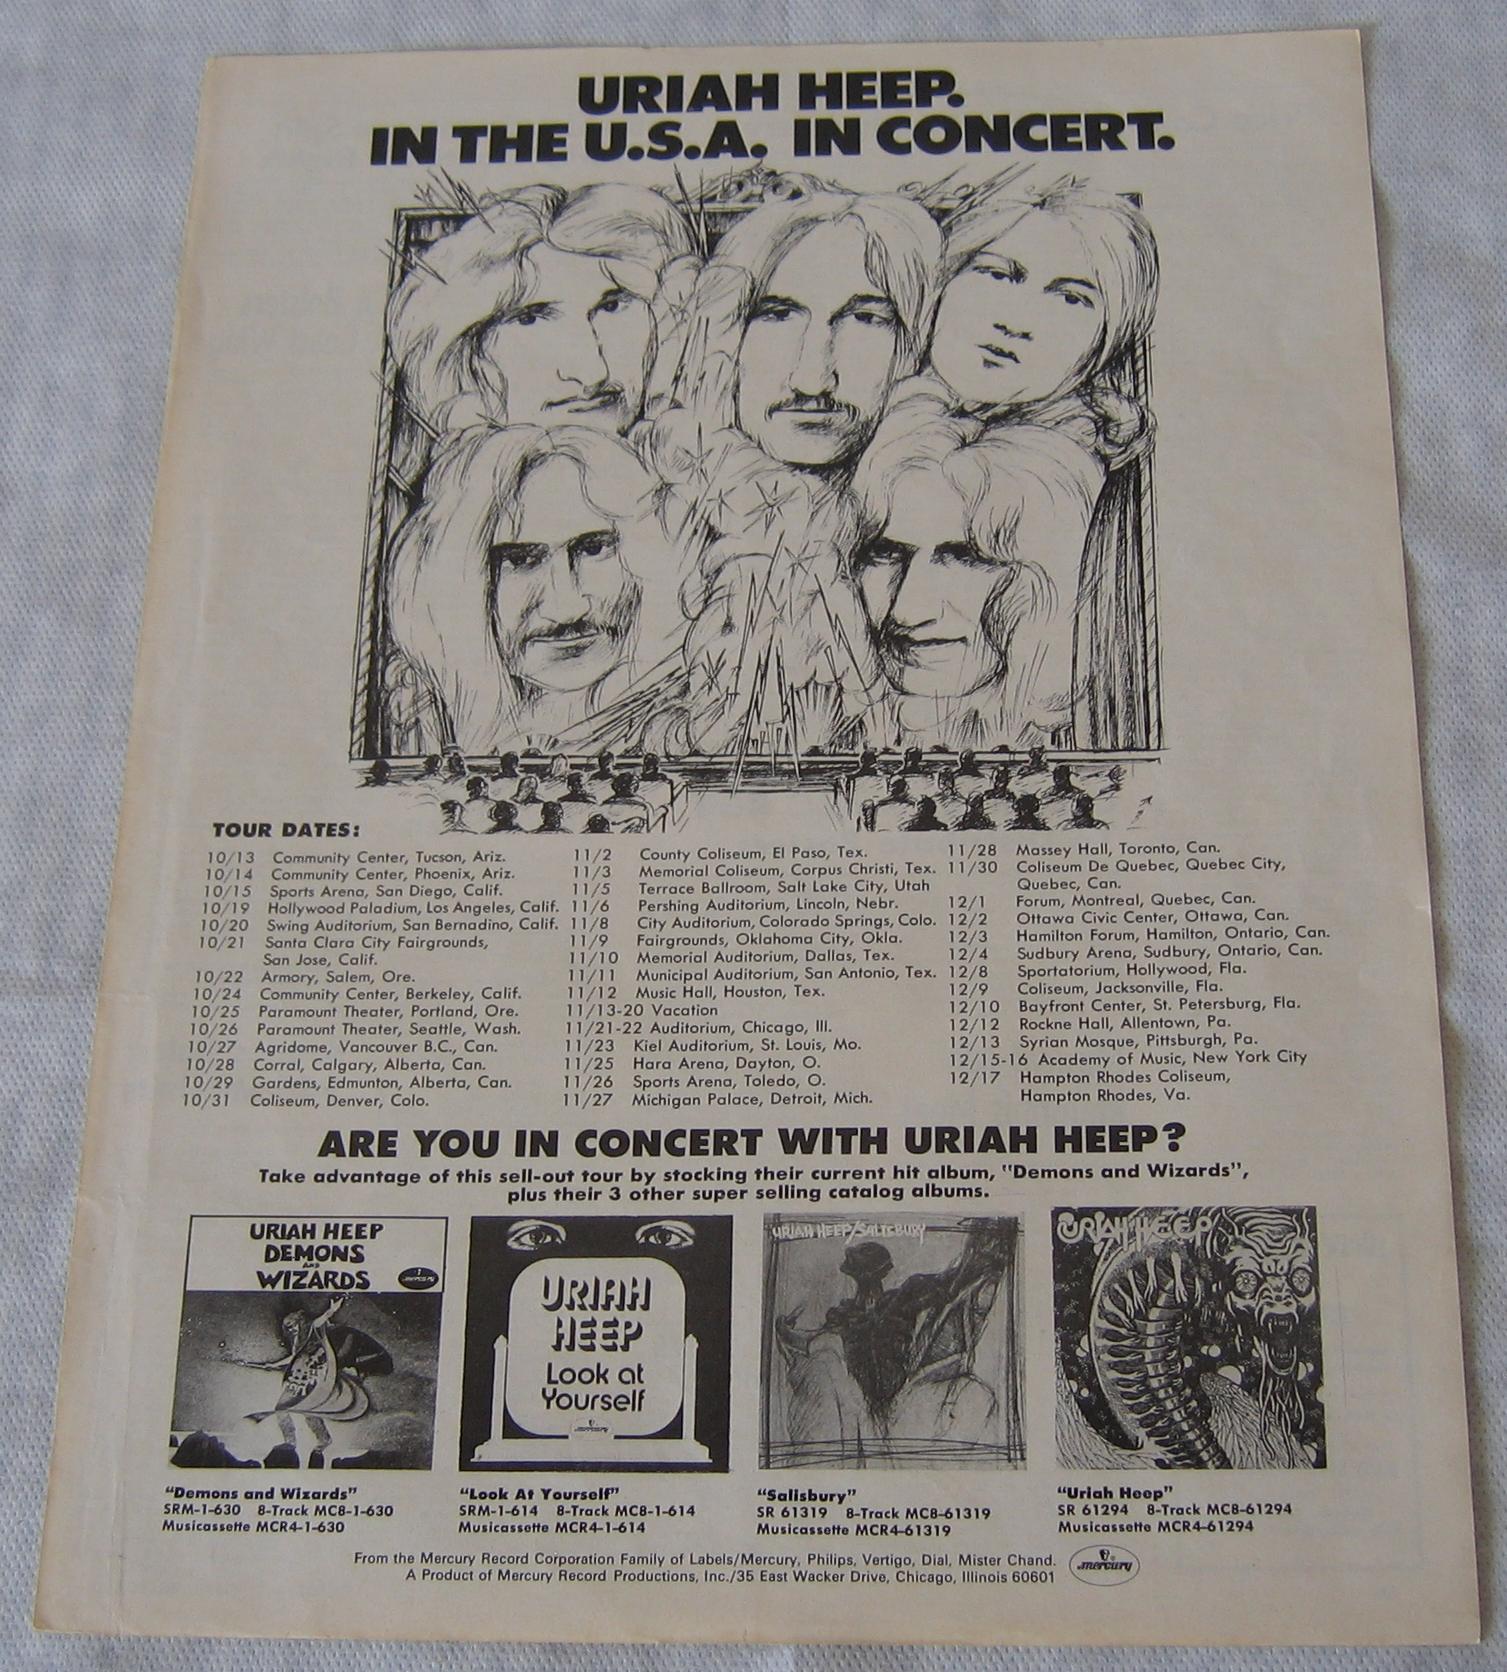 URIAH HEEP.
IN THE U.S.A. IN CONCERT.
TOUR DATES:
10/13 Community Center, Tucson, Ariz.
10/14 Community Center, Phoenix, Ariz.
10/15 Sports Arena, San Diego, Calif.
10/19 Hollywood Paladium, Los Angeles, Calif.
10/20 Swing Auditorium, San Bernadino, Calif.
10/21 Santa Clara City Fairgrounds,
San Jose, Calif.
10/22 Armory, Salem, Ore.
10/24 Community Center, Berkeley, Calif.
10/25 Paramount Theater, Portland, Ore.
10/26 Paramount Theater, Seattle, Wash.
10/27 Agridome, Vancouver B.C., Can.
10/28 Corral, Calgary, Alberta, Can.
10/29 Gardens, Edmunton, Alberta, Can.
10/31 Coliseum, Denver, Colo.
11/2 County Coliseum, El Paso, Tex.
11/3 Memorial Coliseum, Corpus Christi, Tex.
11/5 Terrace Ballroom, Salt Lake City, Utah
11/6 Pershing Auditorium, Lincoln, Nebr.
11/8 City Auditorium, Colorado Springs, Colo.
11/9 Fairgrounds, Oklahoma City, Okla.
11/10 Memorial Auditorium, Dallas, Tex.
11/11 Municipal Auditorium, San Antonio, Tex.
11/12 Music Hall, Houston, Tex.
11/13-20 Vacation
11/21-22 Auditorium, Chicago, Ill.
11/23 Kiel Auditorium, St. Louis, Mo.
11/25 Hara Arena, Dayton, O.
11/26 Sports Arena, Toledo, O.
11/27 Michigan Palace, Detroit, Mich.
11/28 Massey Hall, Toronto, Can.
11/30 Coliseum De Quebec, Quebec City,
Quebec, Can.
12/1 Forum, Montreal, Quebec, Can.
12/2 Ottawa Civic Center, Ottawa, Can.
12/3 Hamilton Forum, Hamilton, Ontario, Can.
12/4 Sudbury Arena, Sudbury, Ontario, Can.
12/8 Sportatorium, Hollywood, Fla.
12/9 Coliseum, Jacksonville, Fla.
12/10 Bayfront Center, St. Petersburg, Fla.
12/12 Rockne Hall, Allentown, Pa.
12/13 Syrian Mosque, Pittsburgh, Pa.
12/15-16 Academy of Music, New York City
12/17 Hampton Rhodes Coliseum,
Hampton Rhodes, Va.
ARE YOU IN CONCERT WITH URIAH HEEP?
Take advantage of this sell-out tour by stocking their current hit album, "Demons and Wizards",
plus their 3 other super selling catalog albums.
URIAH HEEP
DEMONS
AND
WIZARDS
mercury
URIAH
HEEP
Look at
Yourself
mercury
URIAH HEEP/SALISBURY
URIAH HEEP
"Demons and Wizards"
SRM-1-630 8-Track MC8-1-630
Musicassette MCR4-1-630
"Look At Yourself"
SRM-1-614 8-Track MC8-1-614
Musicassette MCR4-1-614
"Salisbury"
SR 61319 8-Track MC8-61319
Musicassette MCR4-61319
"Uriah Heep"
SR 61294 8-Track MC8-61294
Musicassette MCR4-61294
From the Mercury Record Corporation Family of Labels/Mercury, Philips, Vertigo, Dial, Mister Chand.
A Product of Mercury Record Productions, Inc./35 East Wacker Drive, Chicago, Illinois 60601
mercury